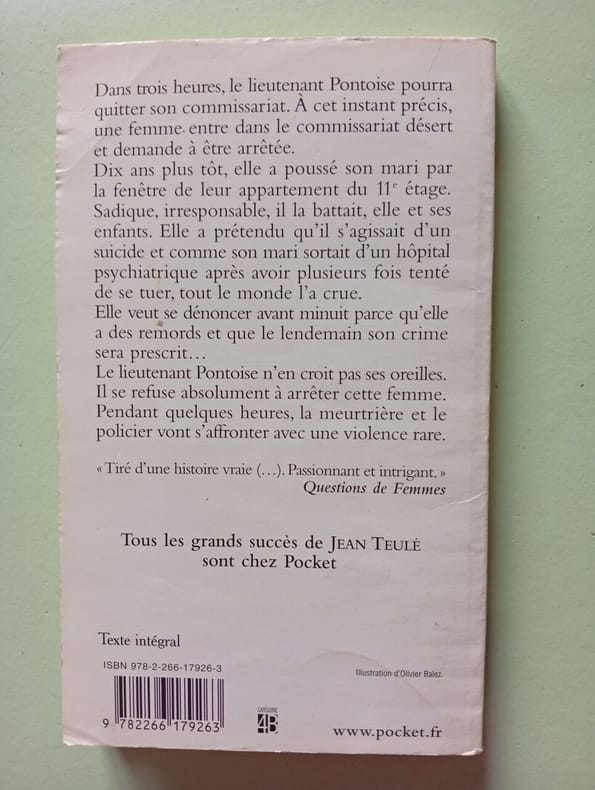 Dans trois heures, le lieutenant Pontoise pourra
quitter son commissariat. À cet instant précis,
une femme entre dans le commissariat désert
et demande à être arrêtée.
Dix ans plus tôt, elle a poussé son mari par
la fenêtre de leur appartement du 11e étage.
Sadique, irresponsable, il la battait, elle et ses
enfants. Elle a prétendu qu'il s'agissait d'un
suicide et comme son mari sortait d'un hôpital
psychiatrique après avoir plusieurs fois tenté
de se tuer, tout le monde l'a crue.
Elle veut se dénoncer avant minuit parce qu'elle
a des remords et que le lendemain son crime
sera prescrit…
Le lieutenant Pontoise n'en croit pas ses oreilles.
Il se refuse absolument à arrêter cette femme.
Pendant quelques heures, la meurtrière et le
policier vont s'affronter avec une violence rare.
« Tiré d'une histoire vraie (…). Passionnant et intrigant. »
Questions de Femmes
Tous les grands succès de JEAN TEULÉ
sont chez Pocket
Texte intégral
ISBN 978-2-266-17926-3
Illustration d'Olivier Balez.
9 782266 179263
CATÉGORIE
4B
www.pocket.fr